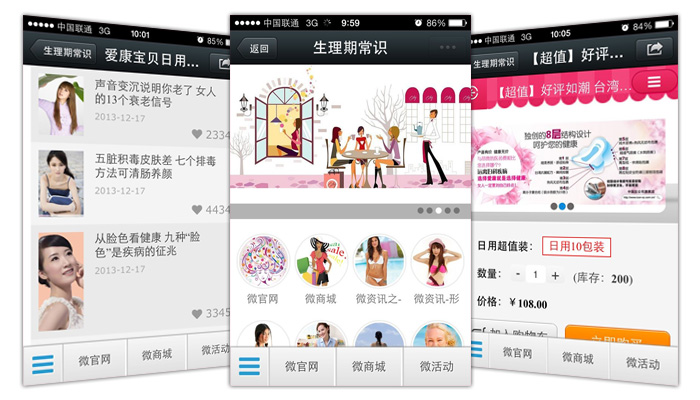 中国联通 3G 10:01 85%
生理期常识 爱康宝贝日用...
声音变沉说明你老了 女人
的13个衰老信号
2013-12-17
2334
五脏积毒皮肤差 七个排毒
方法可清肠养颜
4434
从脸色看健康 九种“脸
色”是疾病的征兆
2013-12-17
3345
微官网 微商城 微活动
中国联通 3G 9:59 86%
返回 生理期常识
sale
微官网 微商城 微资讯之- 微资讯-形
微官网 微商城 微活动
中国联通 3G 10:05 84%
生理期常识 【超值】好评...
【超值】好评如潮 台湾...
独创的8层结构设计
呵护您的健康
日用超值装： 日用10包装
数量： - 1 + (库存：200)
价格：￥108.00
加入购物车 立即购买
微官网 微商城 微活动